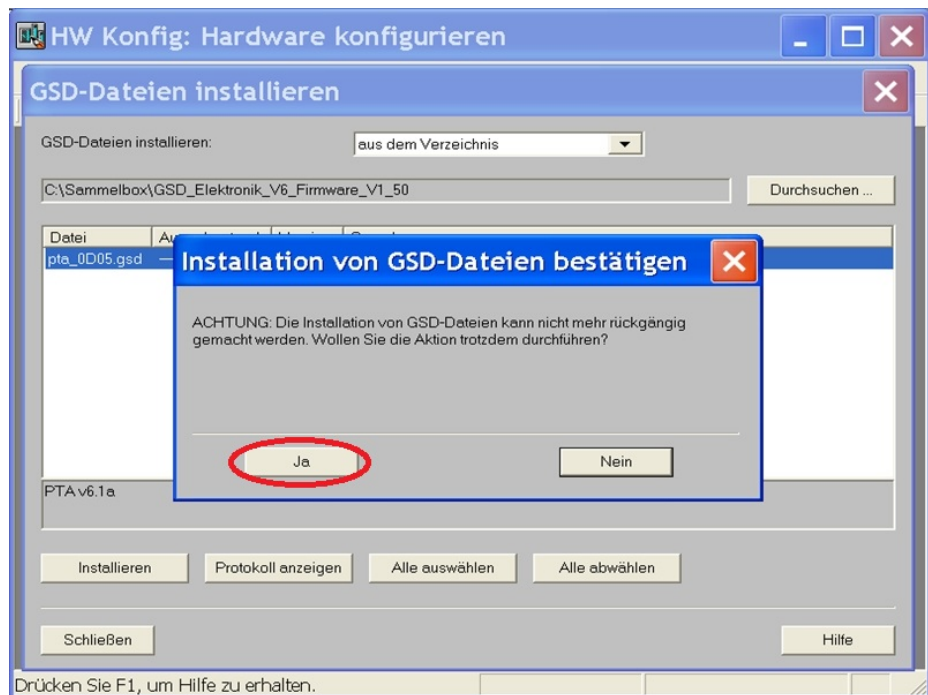 HW Konfig: Hardware konfigurieren
GSD-Dateien installieren
GSD-Dateien installieren:
aus dem Verzeichnis
C:\Sammelbox\GSD_Elektronik_V6_Firmware_V1_50
Durchsuchen ...
Datei
pta_0D05.gsd
Installation von GSD-Dateien bestätigen
ACHTUNG: Die Installation von GSD-Dateien kann nicht mehr rückgängig
gemacht werden. Wollen Sie die Aktion trotzdem durchführen?
Ja
Nein
PTA v6.1a
Installieren
Protokoll anzeigen
Alle auswählen
Alle abwählen
Schließen
Hilfe
Drücken Sie F1, um Hilfe zu erhalten.